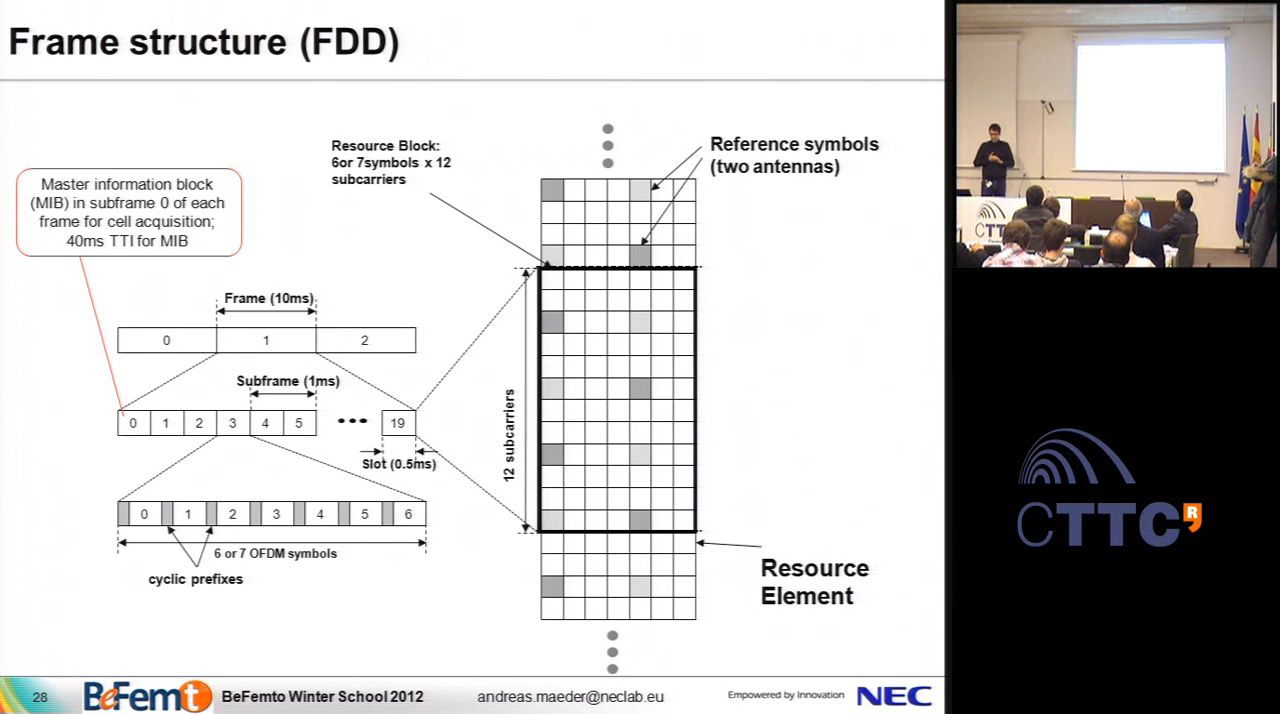 Frame structure (FDD)
Resource Block:
6or 7symbols x 12
subcarriers
Reference symbols
(two antennas)
Master information block
(MIB) in subframe 0 of each
frame for cell acquisition;
40ms TTI for MIB
Frame (10ms)
0 1 2
Subframe (1ms)
0 1 2 3 4 5 19
Slot (0.5ms)
12 subcarriers
0 1 2 3 4 5 6
6 or 7 OFDM symbols
cyclic prefixes
Resource
Element
28
BeFemto
BeFemto Winter School 2012
andreas.maeder@neclab.eu
Empowered by Innovation
NEC
CTTC
CTTCR